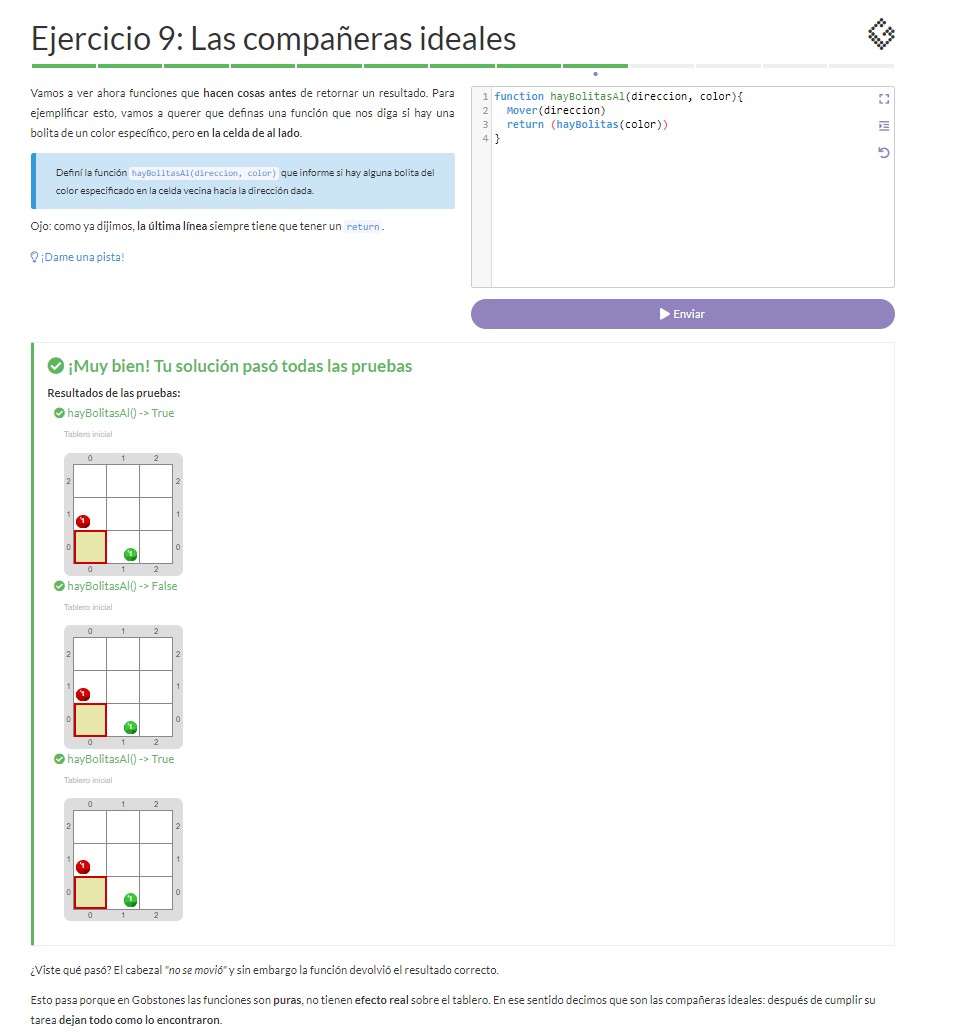 Ejercicio 9: Las compañeras ideales
Vamos a ver ahora funciones que hacen cosas antes de retornar un resultado. Para
ejemplificar esto, vamos a querer que definas una función que nos diga si hay una
bolita de un color específico, pero en la celda de al lado.
Definí la función hayBolitasAl(direccion, color) que informe si hay alguna bolita del
color especificado en la celda vecina hacia la dirección dada.
Ojo: como ya dijimos, la última línea siempre tiene que tener un return.
¡Dame una pista!
1 function hayBolitasAl(direccion, color){
2 Mover(direccion)
3 return (hayBolitas(color))
4 }
Enviar
¡Muy bien! Tu solución pasó todas las pruebas
Resultados de las pruebas:
hayBolitasAl() -> True
Tablero inicial
0 1 2
2 2
1 1 1
0 1 0
0 1 2
hayBolitasAl() -> False
Tablero inicial
0 1 2
2 2
1 1 1
0 1 0
0 1 2
hayBolitasAl() -> True
Tablero inicial
0 1 2
2 2
1 1 1
0 1 0
0 1 2
¿Viste qué pasó? El cabezal "no se movió" y sin embargo la función devolvió el resultado correcto.
Esto pasa porque en Gobstones las funciones son puras, no tienen efecto real sobre el tablero. En ese sentido decimos que son las compañeras ideales: después de cumplir su
tarea dejan todo como lo encontraron.